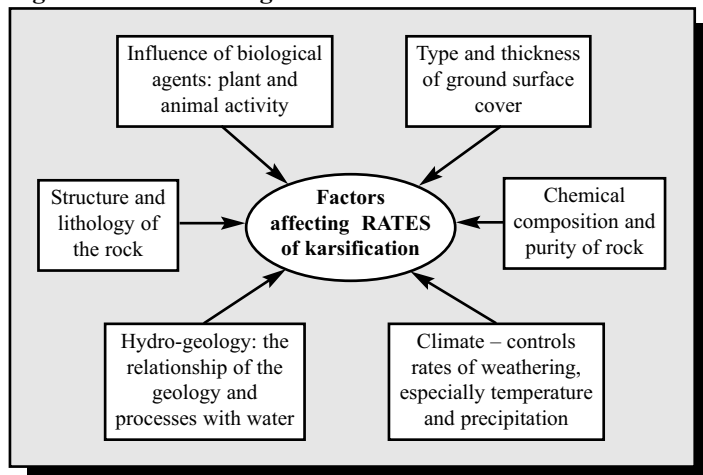 Influence of biological
agents: plant and
animal activity
Type and thickness
of ground surface
cover
Structure and
lithology of
the rock
Factors
affecting RATES
of karsification
Chemical
composition and
purity of rock
Hydro-geology: the
relationship of the
geology and
processes with water
Climate – controls
rates of weathering,
especially temperature
and precipitation